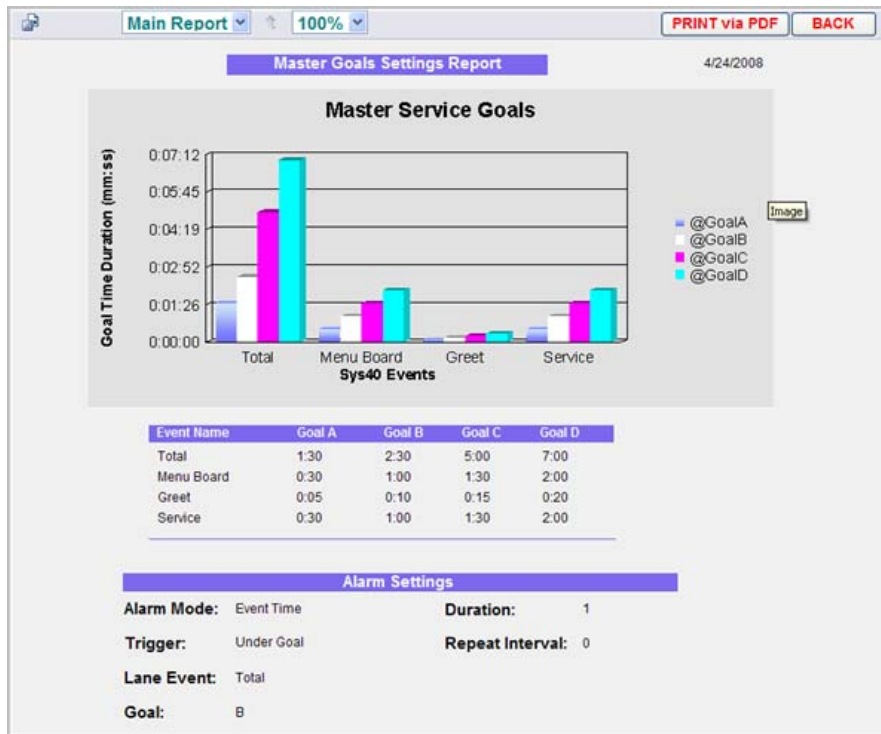 Main Report 100% PRINT via PDF BACK
Master Goals Settings Report 4/24/2008
Master Service Goals
Goal Time Duration (mm:ss)
0:07:12
0:05:45
0:04:19
0:02:52
0:01:26
0:00:00
Total Menu Board Greet Service
Sys40 Events
@GoalA
@GoalB
@GoalC
@GoalD
Image
Event Name Goal A Goal B Goal C Goal D
Total 1:30 2:30 5:00 7:00
Menu Board 0:30 1:00 1:30 2:00
Greet 0:05 0:10 0:15 0:20
Service 0:30 1:00 1:30 2:00
Alarm Settings
Alarm Mode: Event Time Duration: 1
Trigger: Under Goal Repeat Interval: 0
Lane Event: Total
Goal: B